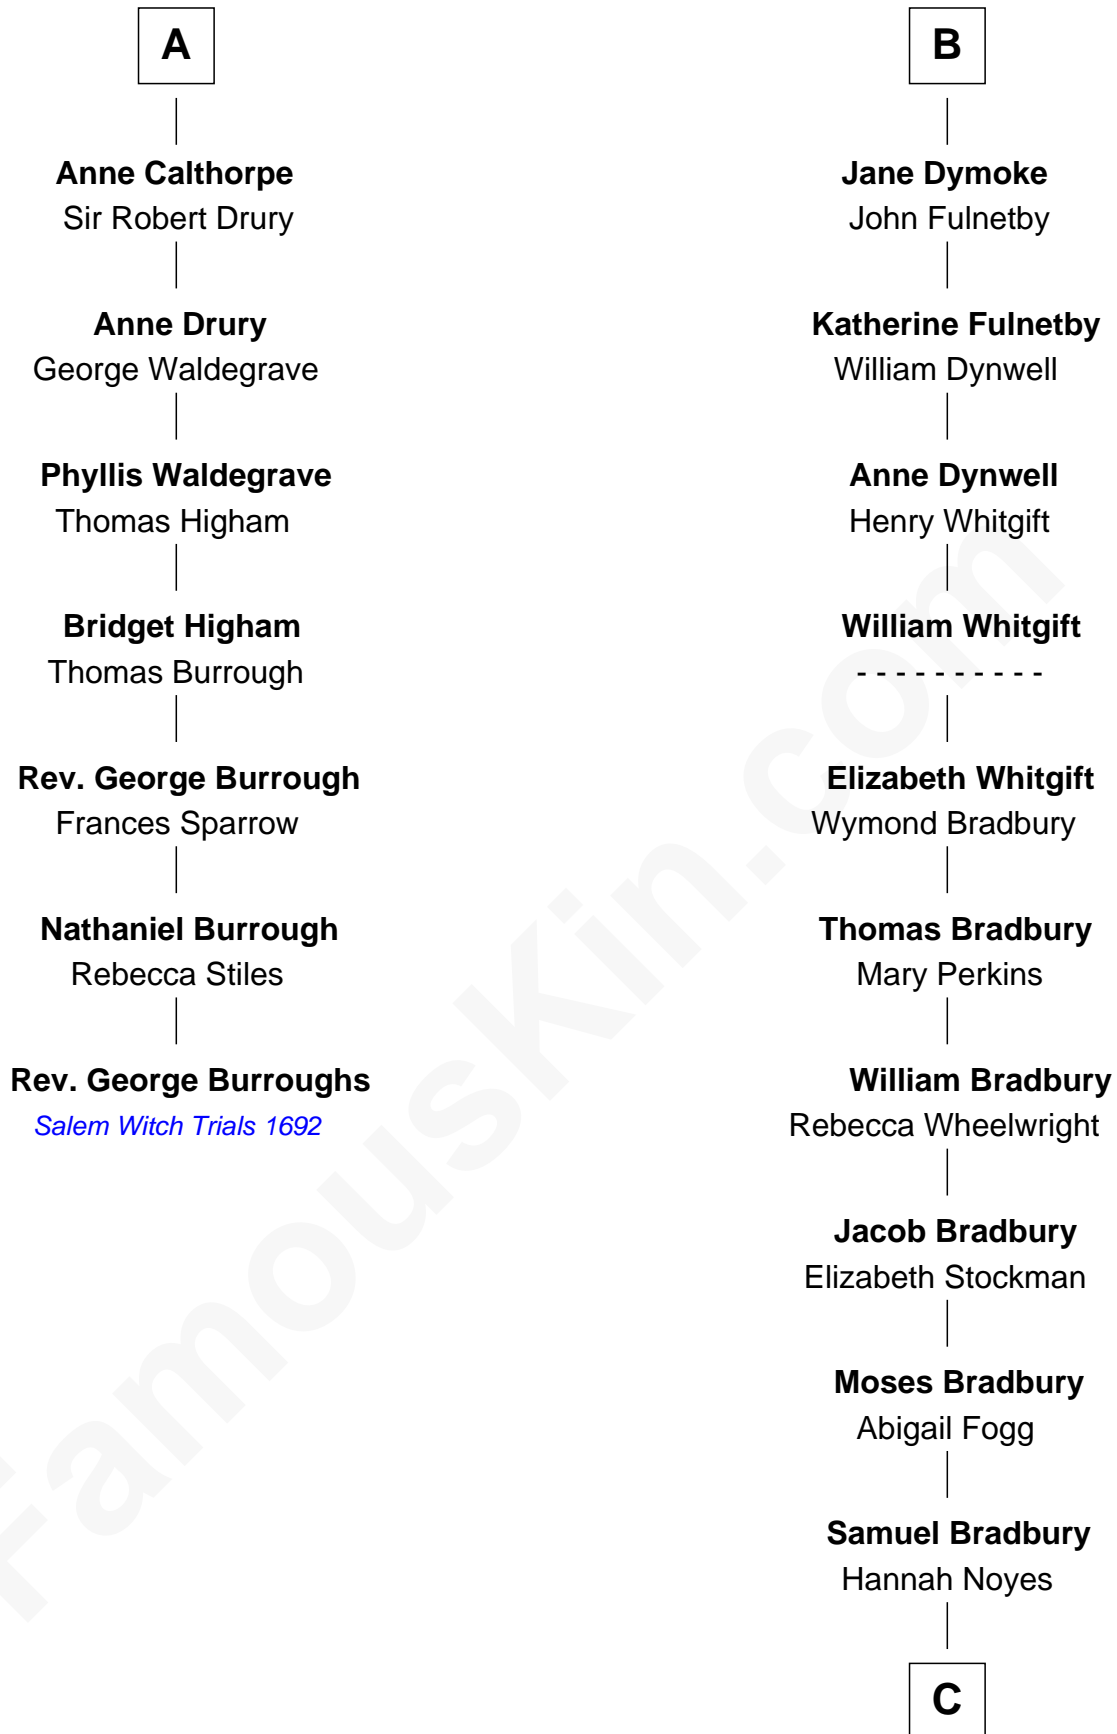 A
Anne Calthorpe
Sir Robert Drury
Anne Drury
George Waldegrave
Phyllis Waldegrave
Thomas Higham
Bridget Higham
Thomas Burrough
Rev. George Burrough
Frances Sparrow
Nathaniel Burrough
Rebecca Stiles
Rev. George Burroughs
Salem Witch Trials 1692
B
Jane Dymoke
John Fulnetby
Katherine Fulnetby
William Dynwell
Anne Dynwell
Henry Whitgift
William Whitgift
- - - - - - - - - -
Elizabeth Whitgift
Wymond Bradbury
Thomas Bradbury
Mary Perkins
William Bradbury
Rebecca Wheelwright
Jacob Bradbury
Elizabeth Stockman
Moses Bradbury
Abigail Fogg
Samuel Bradbury
Hannah Noyes
C
FamousKin.com